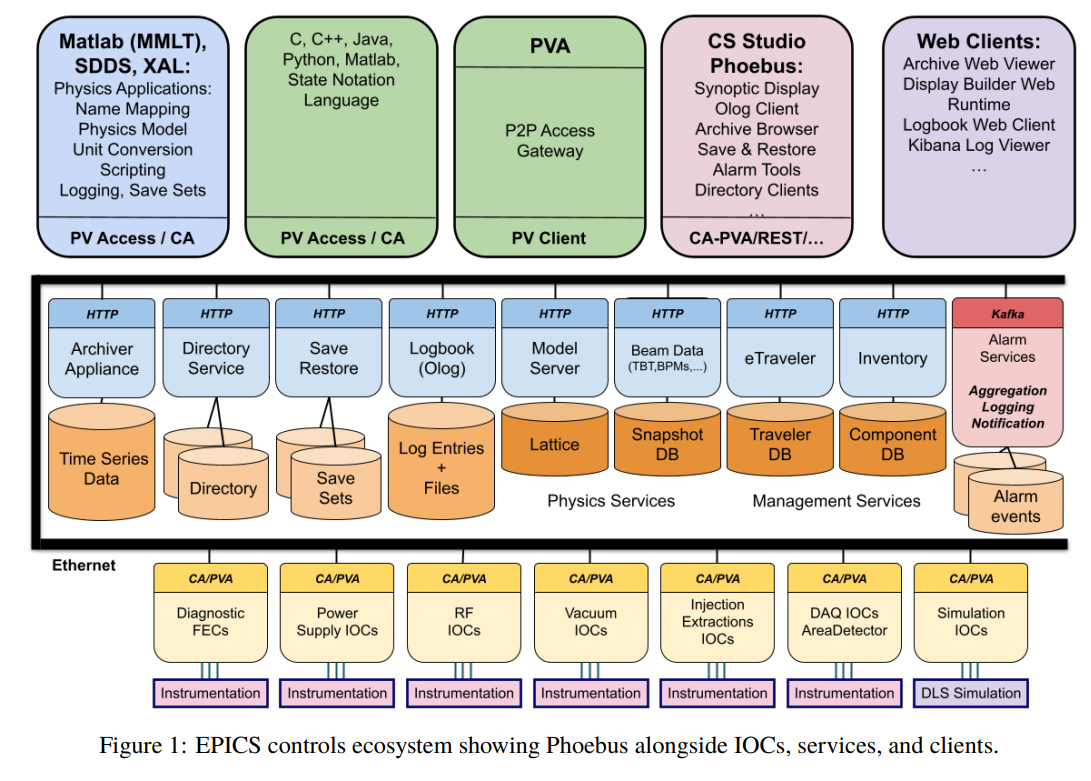 Matlab (MMLT),
SDDS, XAL:
Physics Applications:
Name Mapping
Physics Model
Unit Conversion
Scripting
Logging, Save Sets
PV Access / CA
C, C++, Java,
Python, Matlab,
State Notation
Language
PV Access / CA
PVA
P2P Access
Gateway
PV Client
CS Studio
Phoebus:
Synoptic Display
Olog Client
Archive Browser
Save & Restore
Alarm Tools
Directory Clients
...
CA-PVA/REST/...
Web Clients:
Archive Web Viewer
Display Builder Web
Runtime
Logbook Web Client
Kibana Log Viewer
...
HTTP
Archiver
Appliance
Time Series
Data
HTTP
Directory
Service
Directory
HTTP
Save
Restore
Save
Sets
HTTP
Logbook
(Olog)
Log Entries
+
Files
HTTP
Model
Server
Lattice
HTTP
Beam Data
(TBT,BPMs,...)
Snapshot
DB
Physics Services
HTTP
eTraveler
Traveler
DB
HTTP
Inventory
Component
DB
Management Services
Kafka
Alarm
Services
Aggregation
Logging
Notification
Alarm
events
Ethernet
CA/PVA
Diagnostic
FECs
Instrumentation
CA/PVA
Power
Supply IOCs
Instrumentation
CA/PVA
RF
IOCs
Instrumentation
CA/PVA
Vacuum
IOCs
Instrumentation
CA/PVA
Injection
Extractions
IOCs
Instrumentation
CA/PVA
DAQ IOCs
AreaDetector
Instrumentation
CA/PVA
Simulation
IOCs
DLS Simulation
Figure 1: EPICS controls ecosystem showing Phoebus alongside IOCs, services, and clients.